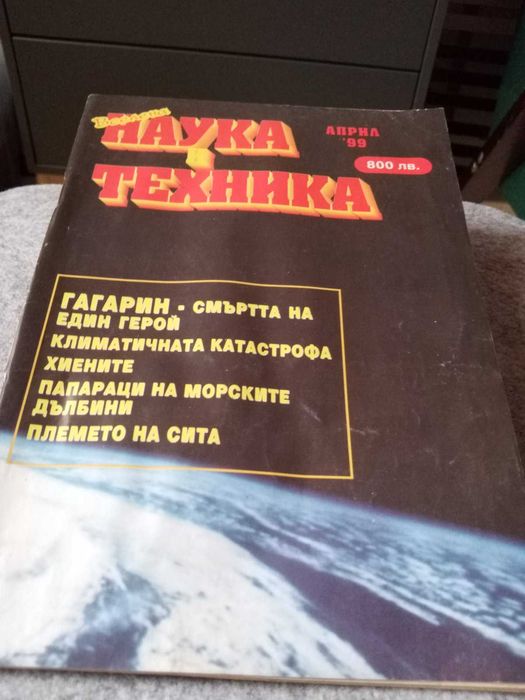 Весела
НАУКА
и
ТЕХНИКА
АПРИЛ
'99
800 лв.
ГАГАРИН - СМЪРТТА НА
ЕДИН ГЕРОЙ
КЛИМАТИЧНАТА КАТАСТРОФА
ХИЕНИТЕ
ПАПАРАЦИ НА МОРСКИТЕ
ДЪЛБИНИ
ПЛЕМЕТО НА СИТА